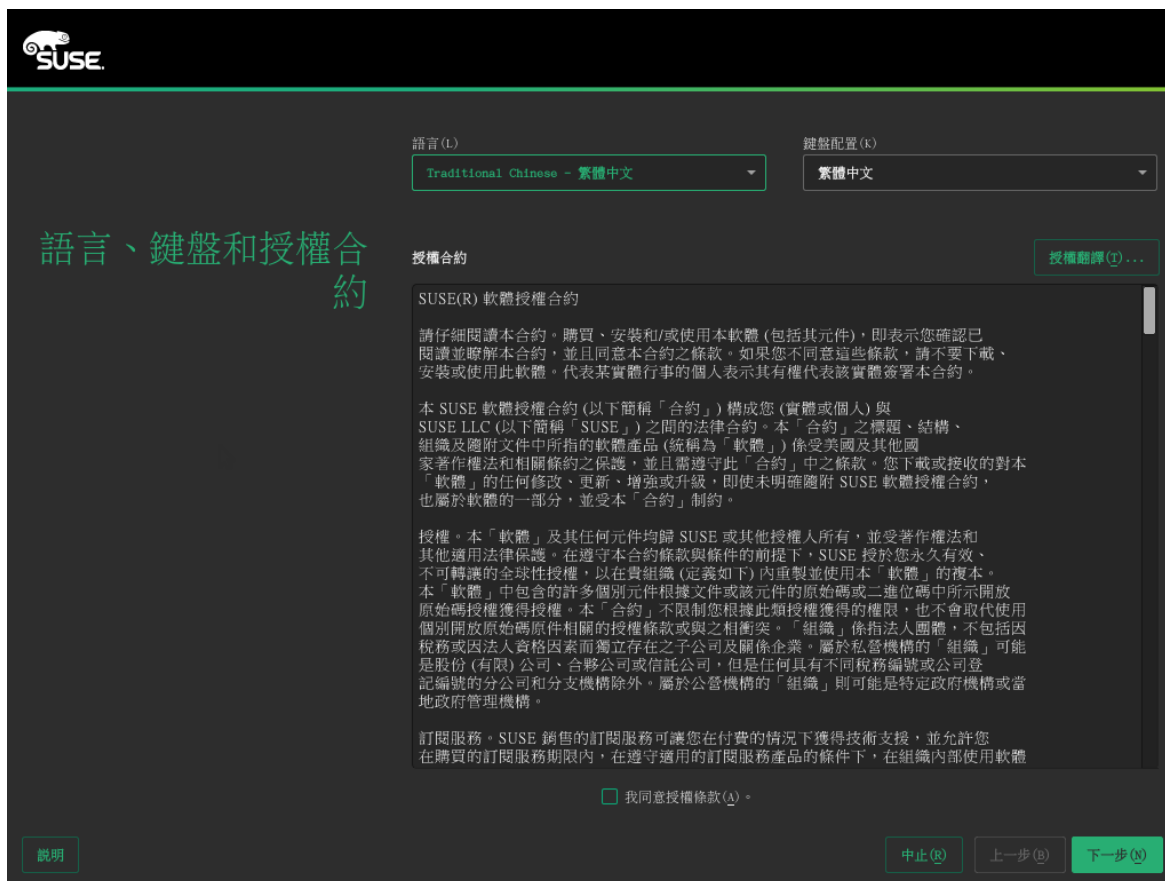 SUSE.
語言(L)
鍵盤配置(K)
Traditional Chinese - 繁體中文
繁體中文
語言、鍵盤和授權合
約
授權合約
授權翻譯(T)...
SUSE(R) 軟體授權合約
請仔細閱讀本合約。購買、安裝和/或使用本軟體 (包括其元件)，即表示您確認已
閱讀並瞭解本合約，並且同意本合約之條款。如果您不同意這些條款，請不要下載、
安裝或使用此軟體。代表某實體行事的個人表示其有權代表該實體簽署本合約。
本 SUSE 軟體授權合約 (以下簡稱「合約」) 構成您 (實體或個人) 與
SUSE LLC (以下簡稱「SUSE」) 之間的法律合約。本「合約」之標題、結構、
組織及隨附文件中所指的軟體產品 (統稱為「軟體」) 係受美國及其他國
家著作權法和相關條約之保護，並且需遵守此「合約」中之條款。您下載或接收的對本
「軟體」的任何修改、更新、增強或升級，即使未明確隨附 SUSE 軟體授權合約，
也屬於軟體的一部分，並受本「合約」制約。
授權。本「軟體」及其任何元件均歸 SUSE 或其他授權人所有，並受著作權法和
其他適用法律保護。在遵守本合約條款與條件的前提下，SUSE 授於您永久有效、
不可轉讓的全球性授權，以在貴組織 (定義如下) 內重製並使用本「軟體」的複本。
本「軟體」中包含的許多個別元件根據文件或該元件的原始碼或二進位碼中所示開放
原始碼授權獲得授權。本「合約」不限制您根據此類授權獲得的權限，也不會取代使用
個別開放原始碼原件相關的授權條款或與之相衝突。「組織」係指法人團體，不包括因
稅務或因法人資格因素而獨立存在之子公司及關係企業。屬於私營機構的「組織」可能
是股份 (有限) 公司、合夥公司或信託公司，但是任何具有不同稅務編號或公司登
記編號的分公司和分支機構除外。屬於公營機構的「組織」則可能是特定政府機構或當
地政府管理機構。
訂閱服務。SUSE 銷售的訂閱服務可讓您在付費的情況下獲得技術支援，並允許您
在購買的訂閱服務期限內，在遵守適用的訂閱服務產品的條件下，在組織內部使用軟體
我同意授權條款(A)。
說明
中止(R)
上一步(B)
下一步(N)